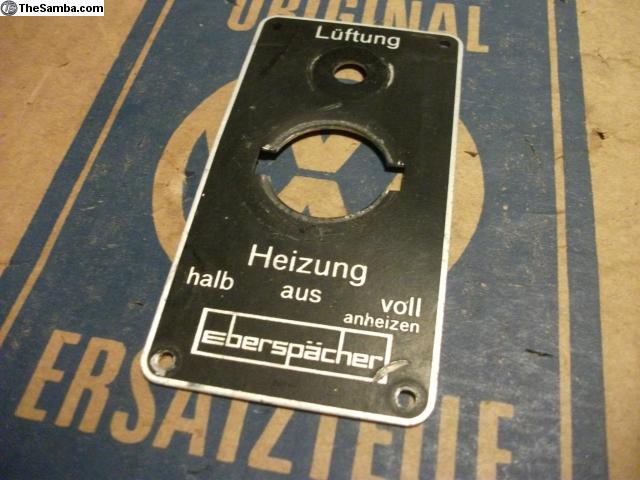 TheSamba.com
ORIGINAL
Lüftung
Heizung
halb aus voll
anheizen
eberspächer
ERSATZTEILE